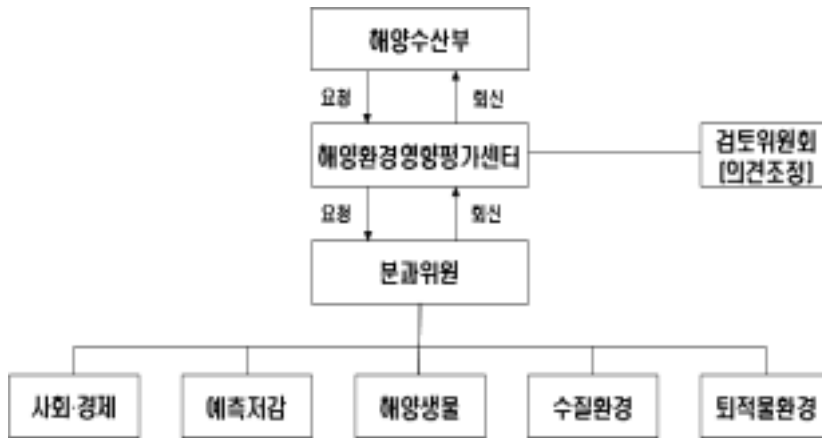 해양수산부
요청 회신
해양환경영향평가센터
검토위원회
[의견조정]
요청 회신
분과위원
사회·경제 예측저감 해양생물 수질환경 퇴적물환경